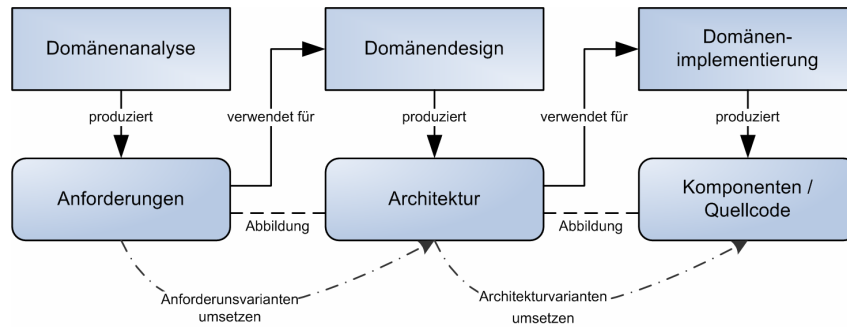 Domänenanalyse
Domänendesign
Domänen-
implementierung
produziert
verwendet für
produziert
verwendet für
produziert
Anforderungen
Architektur
Komponenten /
Quellcode
Abbildung
Abbildung
Anforderunsvarianten
umsetzen
Architekturvarianten
umsetzen